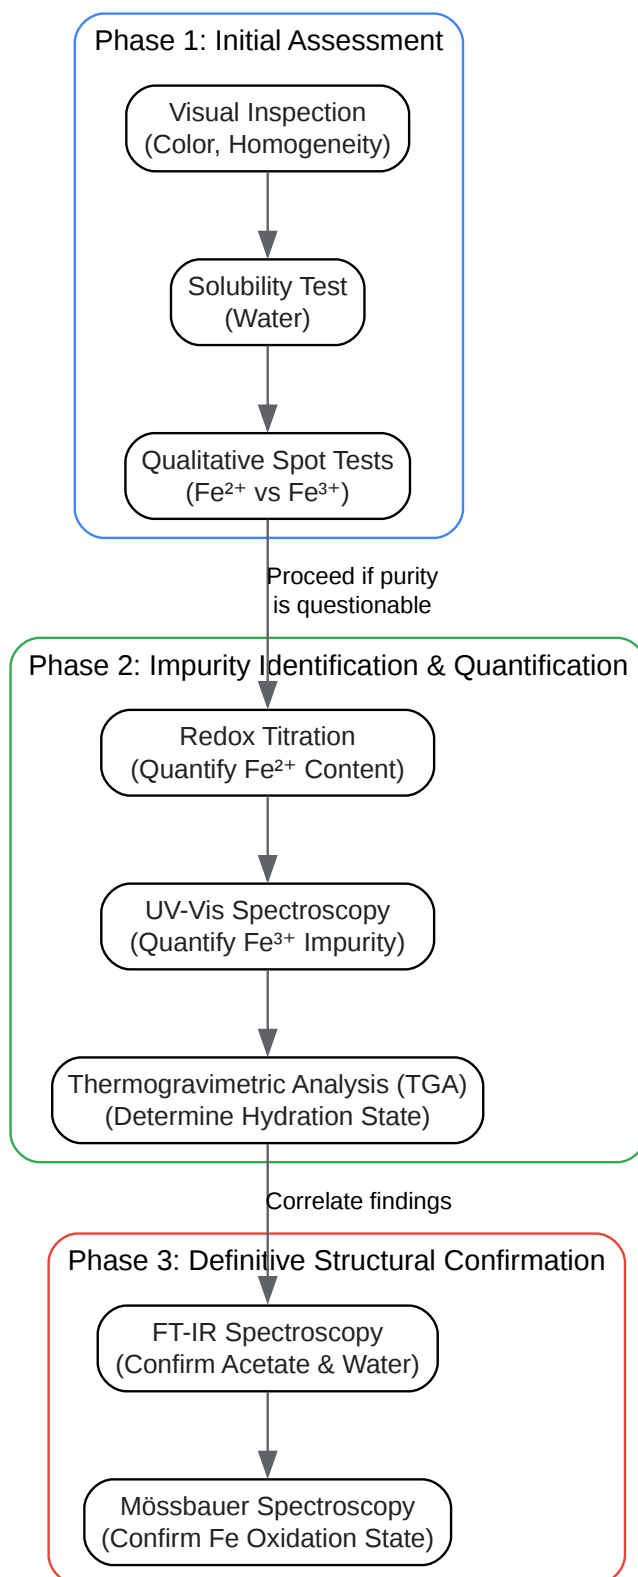 Phase 1: Initial Assessment
Visual Inspection
(Color, Homogeneity)
Solubility Test
(Water)
Qualitative Spot Tests
(Fe²⁺ vs Fe³⁺)
Proceed if purity
is questionable
Phase 2: Impurity Identification & Quantification
Redox Titration
(Quantify Fe²⁺ Content)
UV-Vis Spectroscopy
(Quantify Fe³⁺ Impurity)
Thermogravimetric Analysis (TGA)
(Determine Hydration State)
Correlate findings
Phase 3: Definitive Structural Confirmation
FT-IR Spectroscopy
(Confirm Acetate & Water)
Mössbauer Spectroscopy
(Confirm Fe Oxidation State)